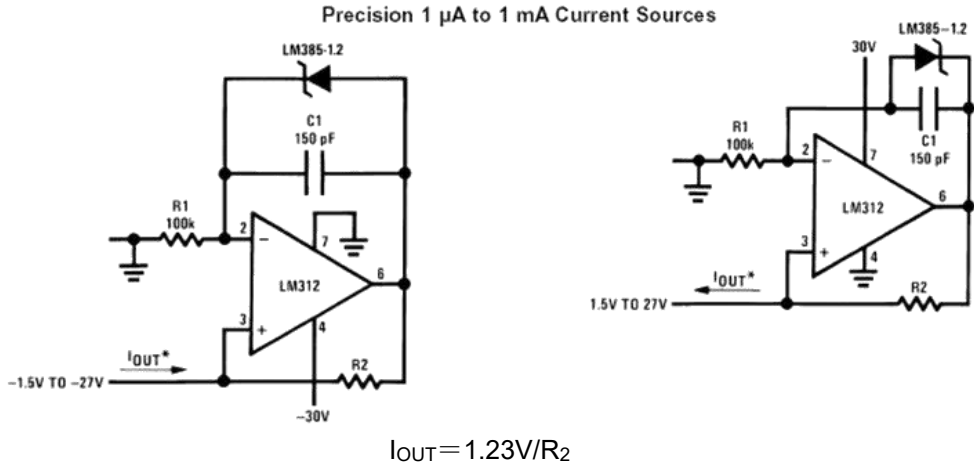 Precision 1 µA to 1 mA Current Sources
LM385-1.2
C1
150 pF
R1
100k
2
−
7
LM312
6
3
+
4
IOUT*
R2
−1.5V TO −27V
−30V
LM385−1.2
30V
C1
150 pF
R1
100k
2
−
7
LM312
6
3
+
4
IOUT*
R2
1.5V TO 27V
IOUT＝1.23V/R2